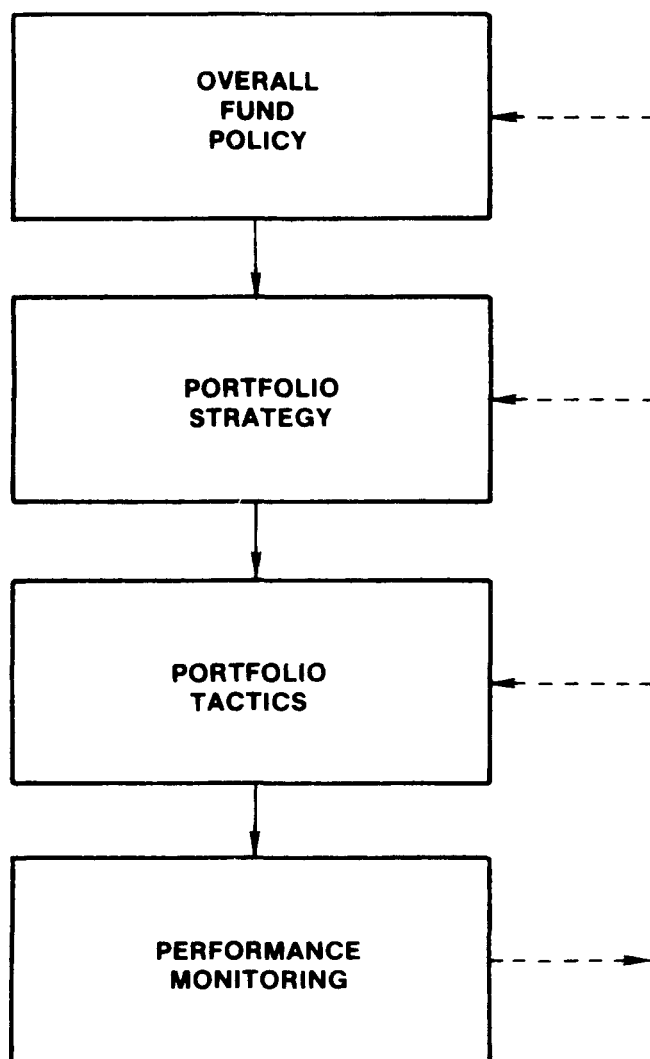 OVERALL
FUND
POLICY
PORTFOLIO
STRATEGY
PORTFOLIO
TACTICS
PERFORMANCE
MONITORING